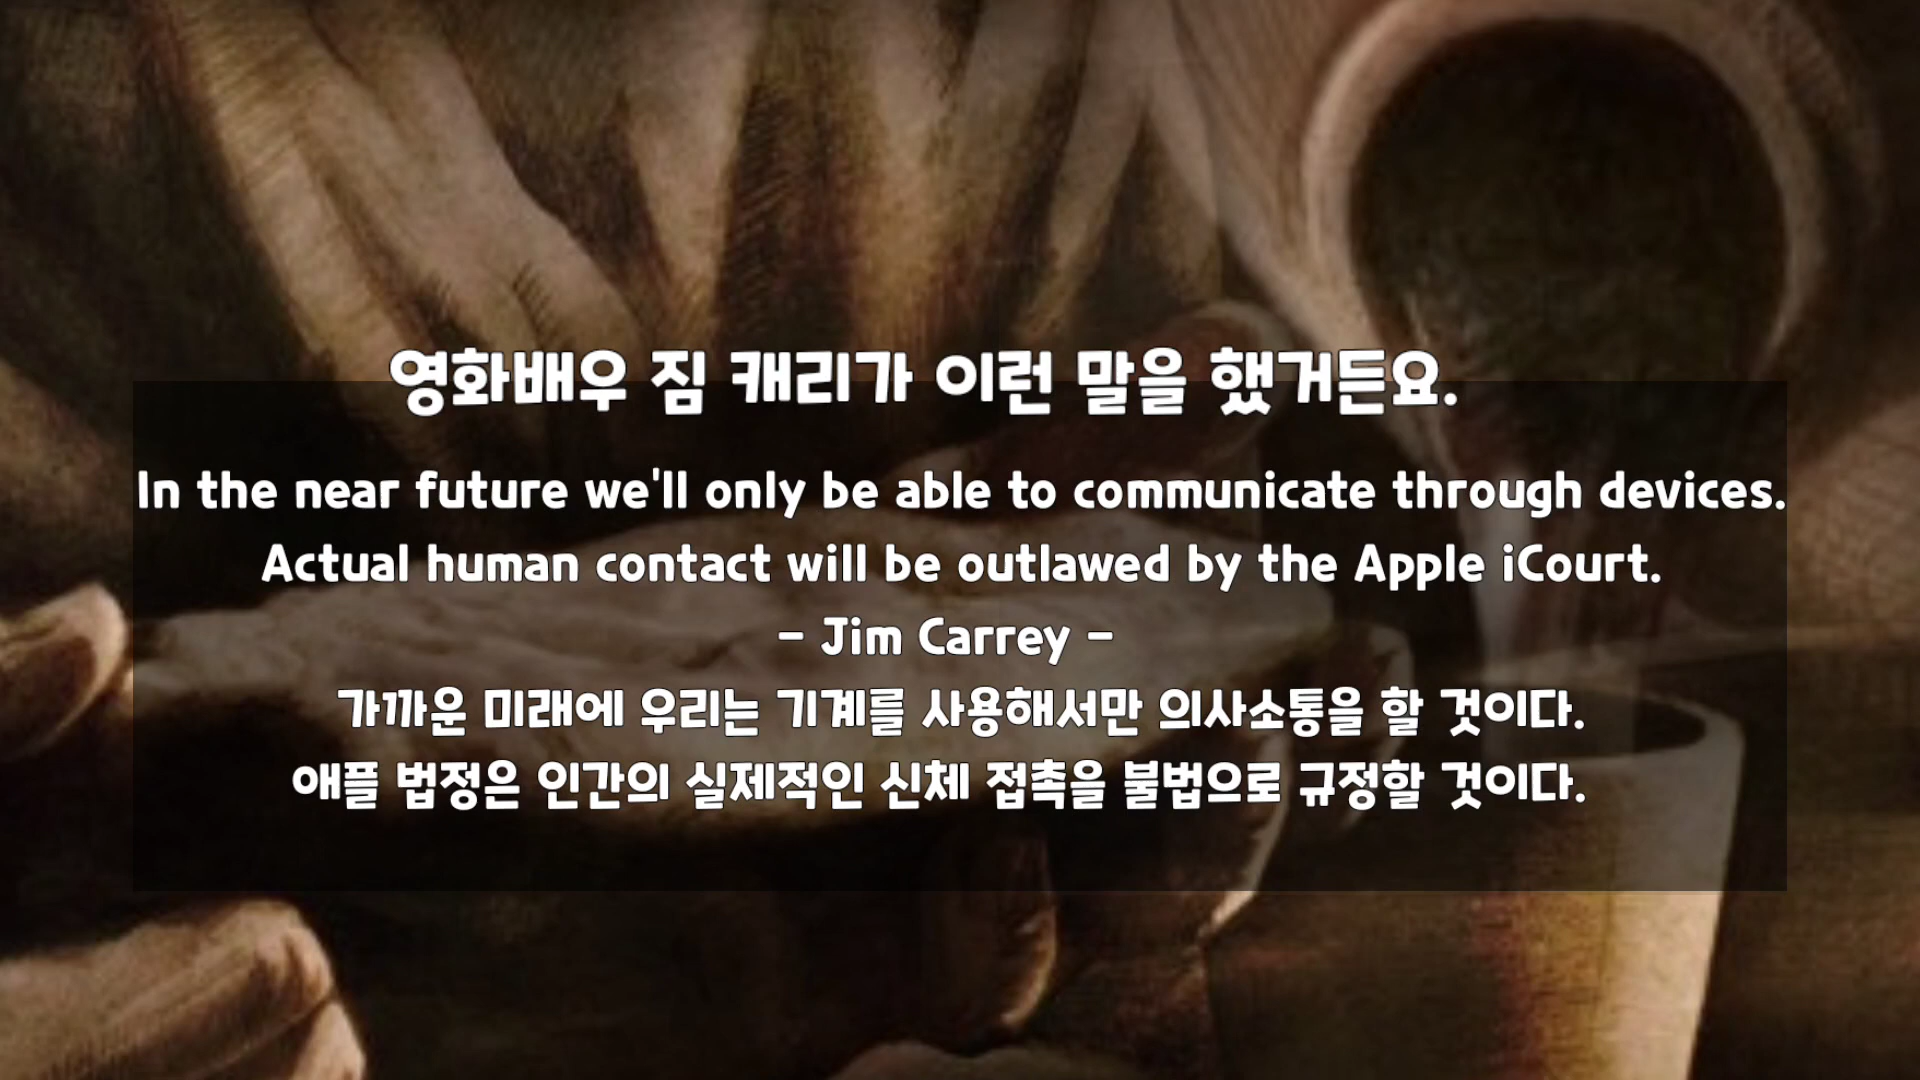 영화배우 짐 캐리가 이런 말을 했거든요.
In the near future we'll only be able to communicate through devices.
Actual human contact will be outlawed by the Apple iCourt.
- Jim Carrey -
가까운 미래에 우리는 기계를 사용해서만 의사소통을 할 것이다.
애플 법정은 인간의 실제적인 신체 접촉을 불법으로 규정할 것이다.